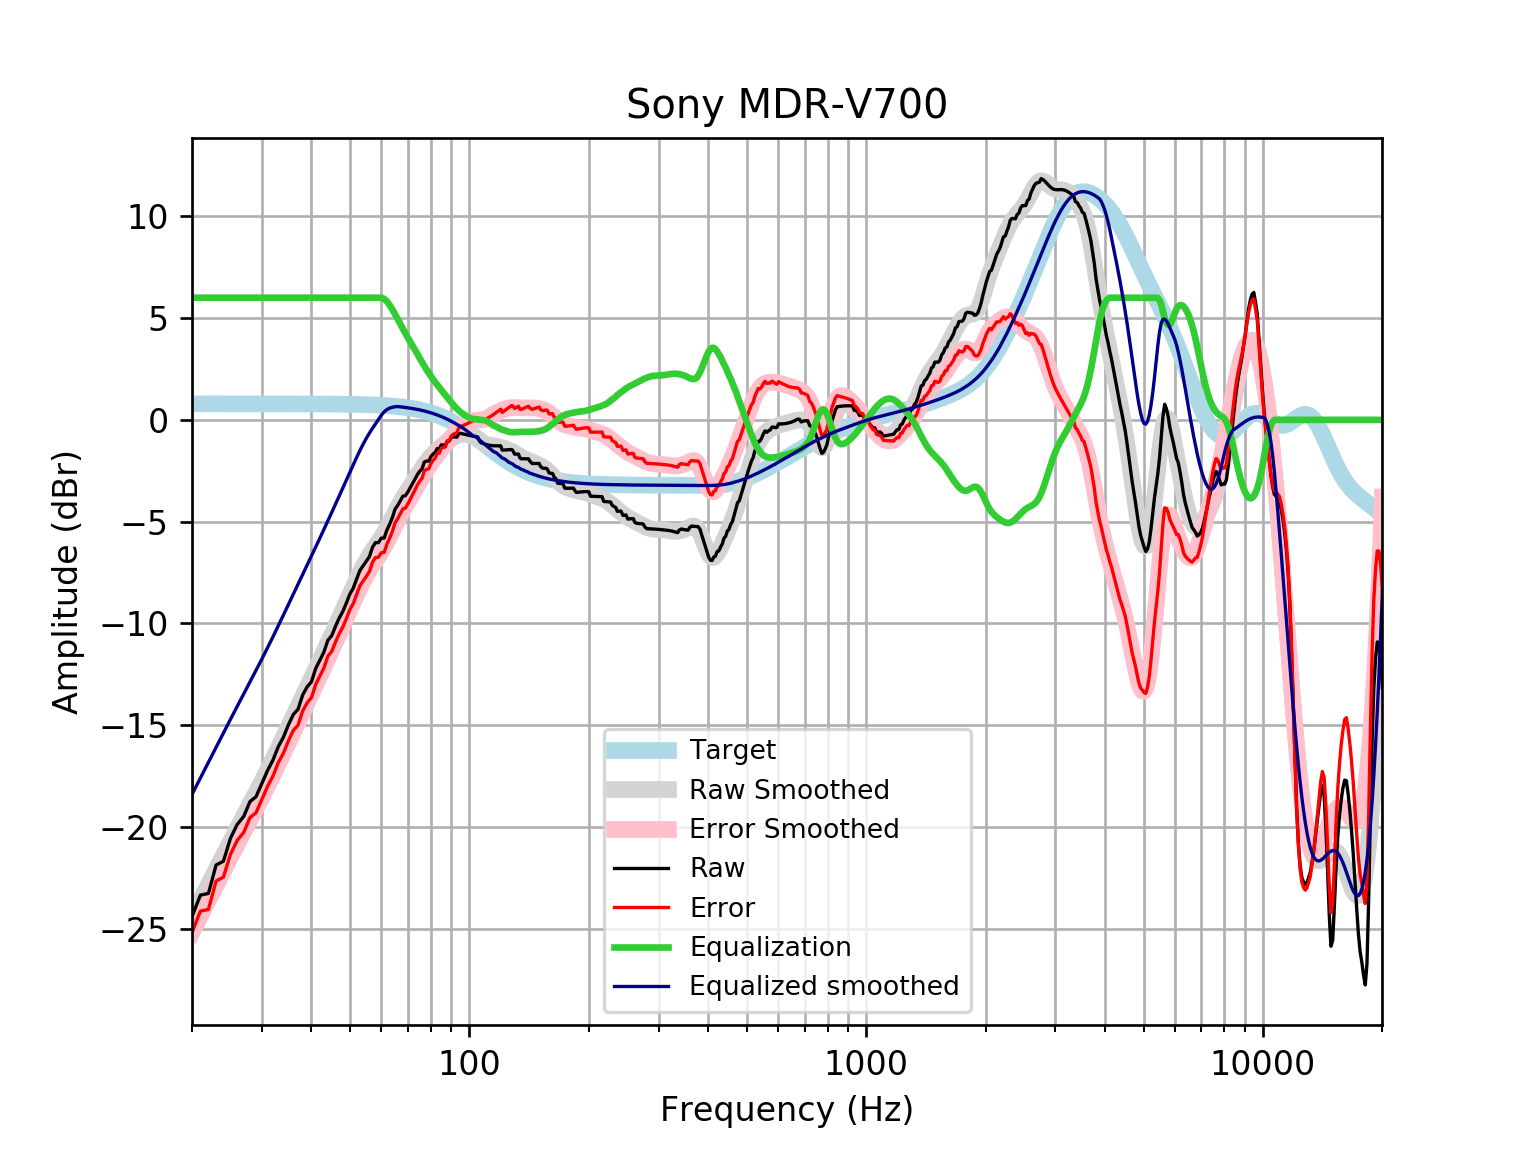 Sony MDR-V700
Amplitude (dBr)
10
5
0
−5
−10
−15
−20
−25
Target
Raw Smoothed
Error Smoothed
Raw
Error
Equalization
Equalized smoothed
100
1000
10000
Frequency (Hz)